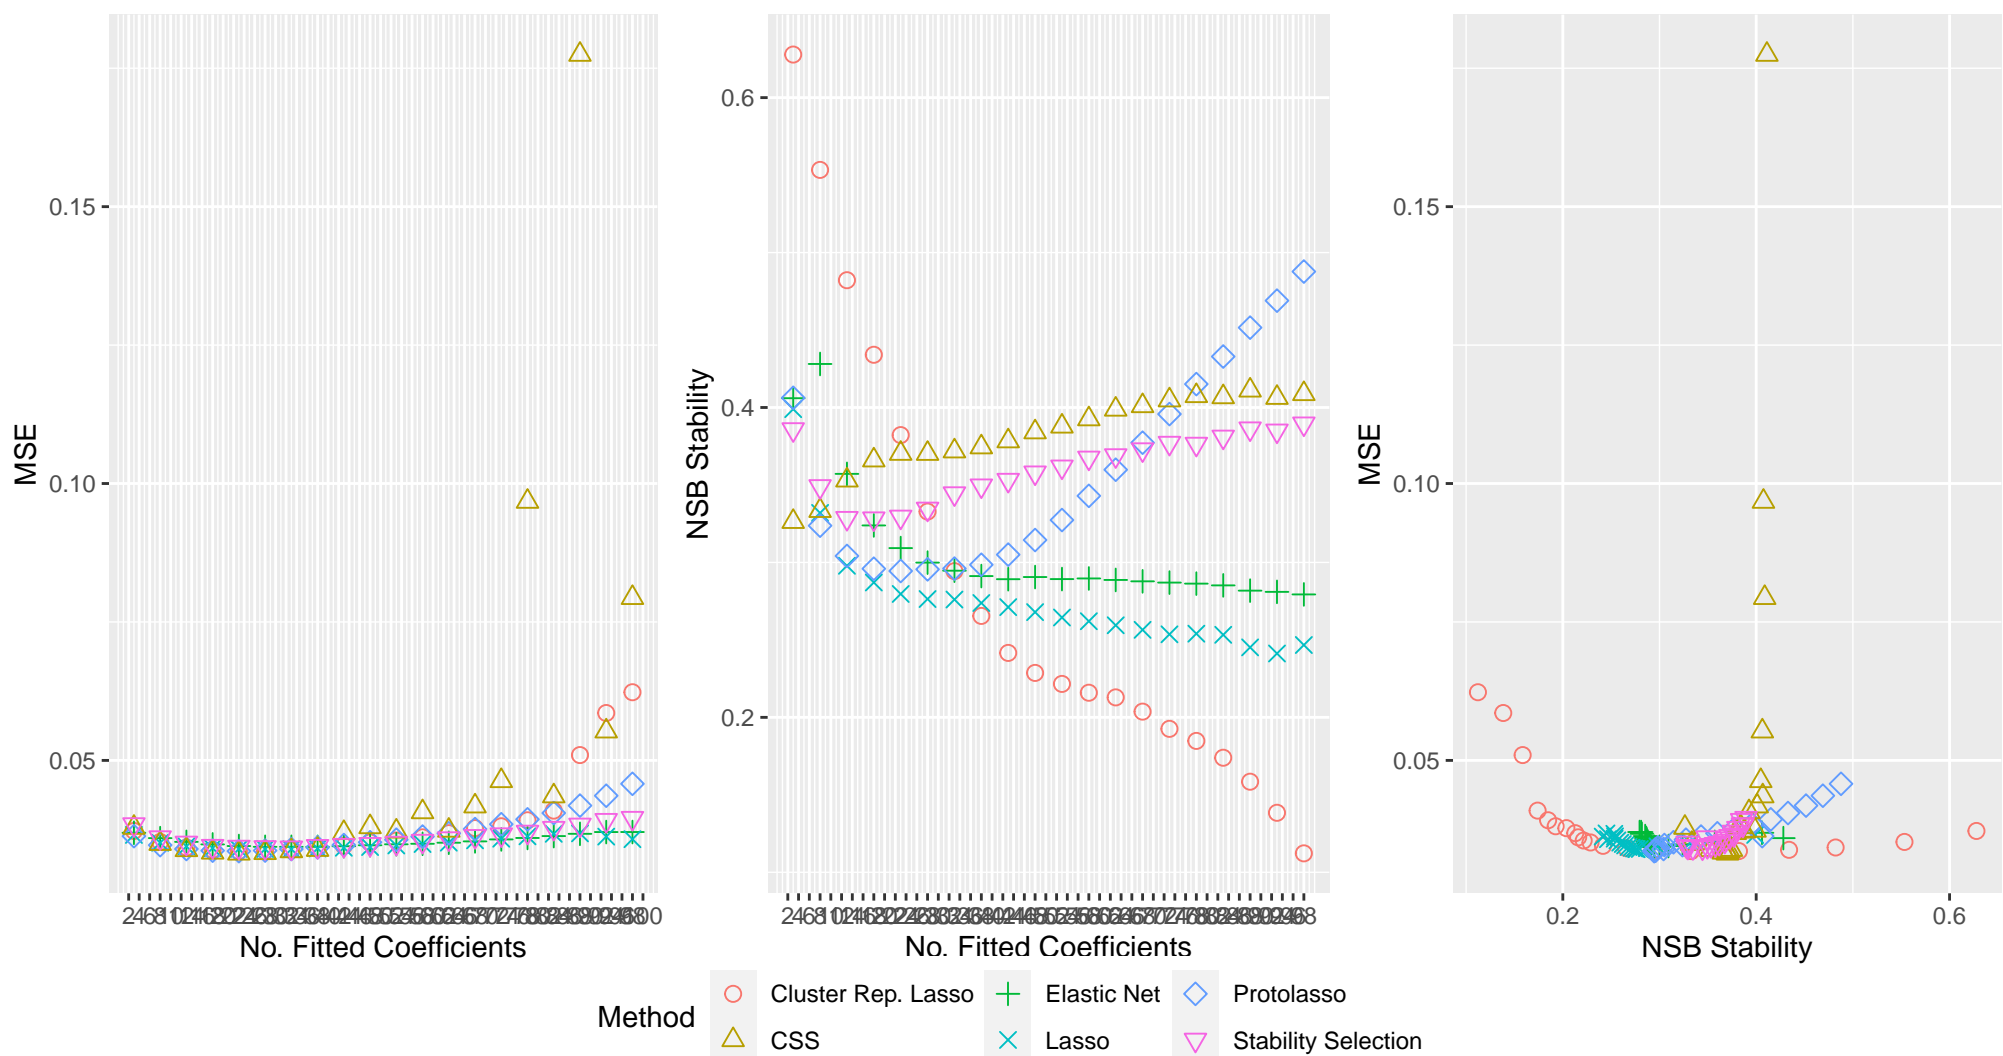 MSE
0.15
0.10
0.05
No. Fitted Coefficients
NSB Stability
0.6
0.4
0.2
No. Fitted Coefficients
MSE
0.15
0.10
0.05
0.2 0.4 0.6
NSB Stability
Method
Cluster Rep. Lasso
Elastic Net
Protolasso
CSS
Lasso
Stability Selection